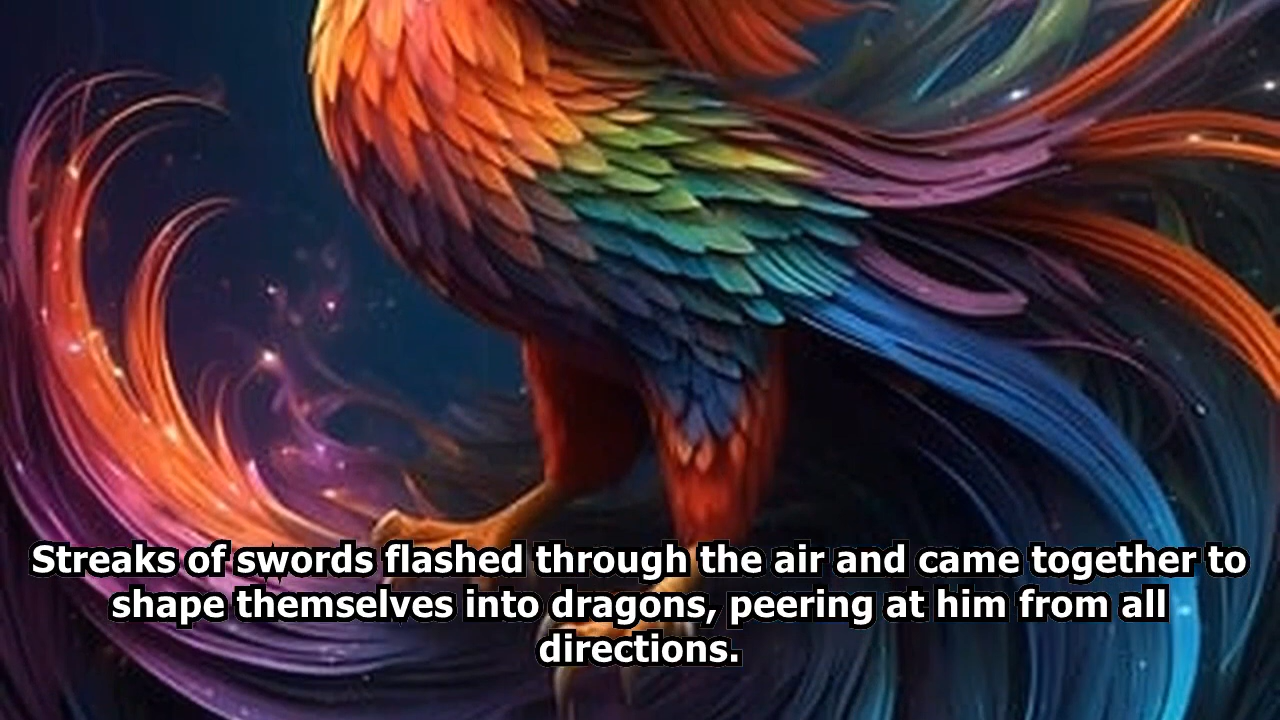 Streaks of swords flashed through the air and came together to
shape themselves into dragons, peering at him from all
directions.